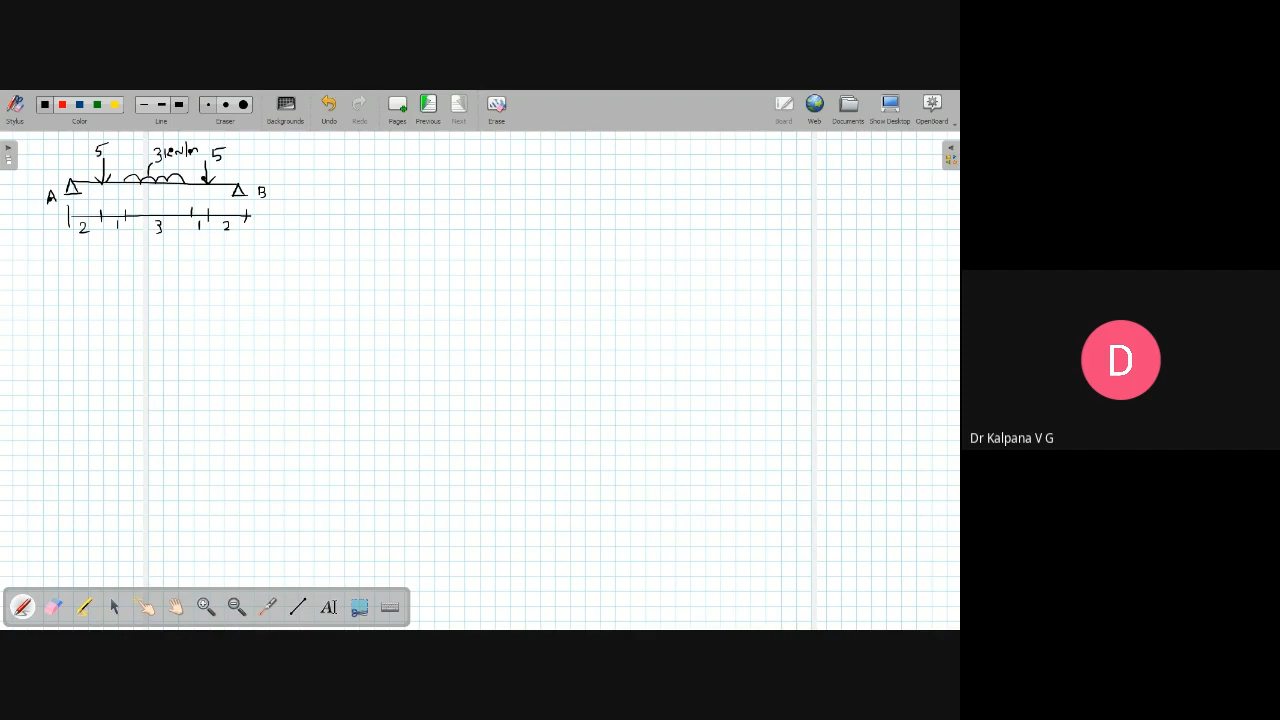 Stylus
Color
Line
Eraser
Backgrounds
Undo
Redo
Pages
Previous
Next
Erase
Board
Web
Documents
Show Desktop
OpenBoard
5 3kN/m 5
A B
2 1 3 1 2
D
Dr Kalpana V G
AI